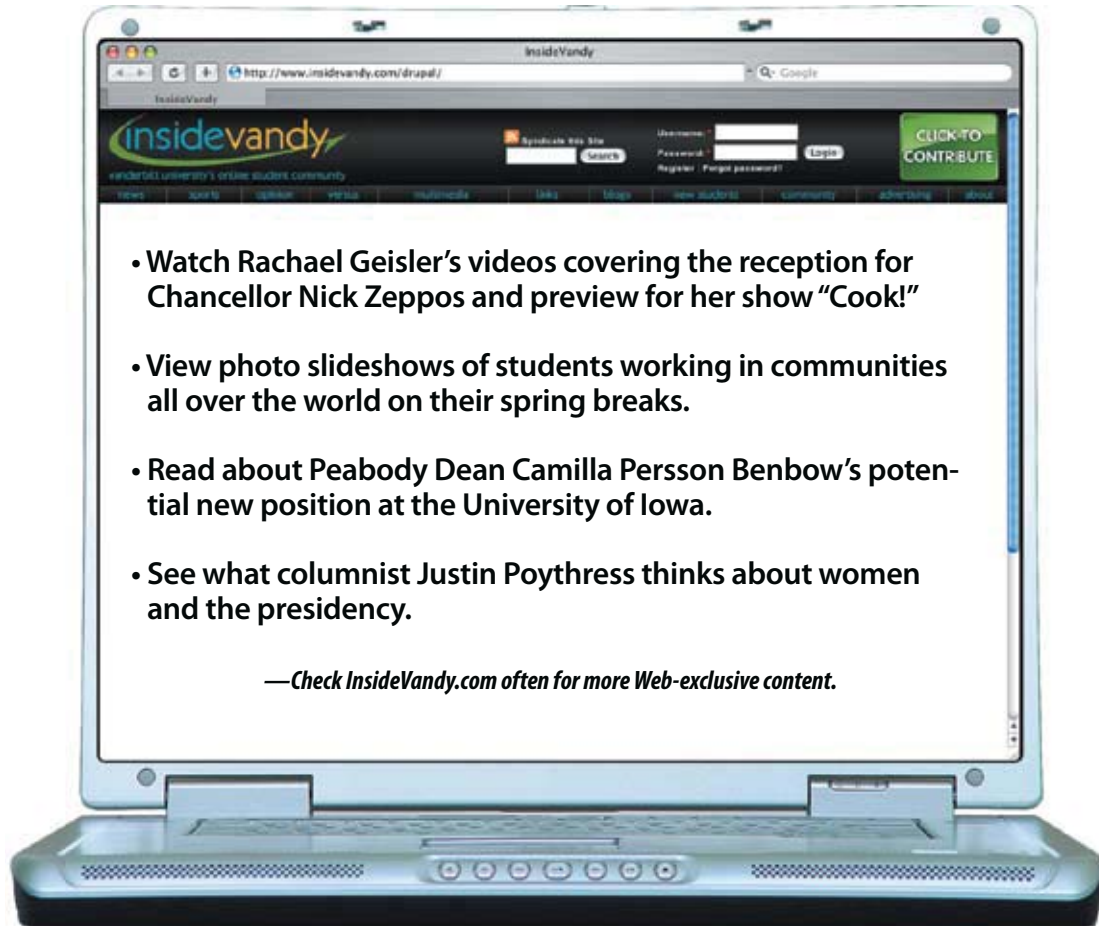 InsideVandy
http://www.insidevandy.com/drupal/
Google
InsideVandy
insidevandy
vanderbilt university's online student community
Syndicate this Site
Search
Username: *
Password: *
Login
Register Forgot password?
CLICK TO
CONTRIBUTE
news sports opinion versus multimedia links blogs new students community advertising about
• Watch Rachael Geisler’s videos covering the reception for
Chancellor Nick Zeppos and preview for her show “Cook!”
• View photo slideshows of students working in communities
all over the world on their spring breaks.
• Read about Peabody Dean Camilla Persson Benbow’s poten-
tial new position at the University of Iowa.
• See what columnist Justin Poythress thinks about women
and the presidency.
—Check InsideVandy.com often for more Web-exclusive content.